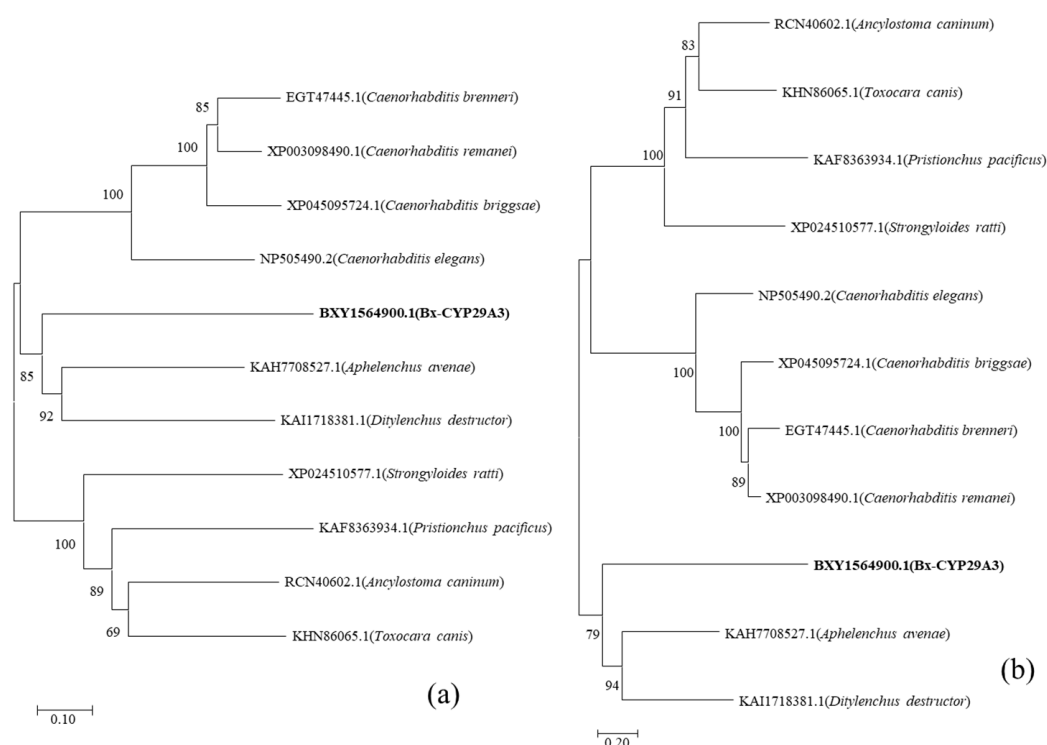 85
EGT47445.1(Caenorhabditis brenneri)
100
XP003098490.1(Caenorhabditis remanei)
100
XP045095724.1(Caenorhabditis briggsae)
NP505490.2(Caenorhabditis elegans)
BXY1564900.1(Bx-CYP29A3)
85
KAH7708527.1(Aphelenchus avenae)
92
KAI1718381.1(Ditylenchus destructor)
XP024510577.1(Strongyloides ratti)
100
KAF8363934.1(Pristionchus pacificus)
89
RCN40602.1(Ancylostoma caninum)
69
KHN86065.1(Toxocara canis)
(a)
0.10
RCN40602.1(Ancylostoma caninum)
83
91
KHN86065.1(Toxocara canis)
100
KAF8363934.1(Pristionchus pacificus)
XP024510577.1(Strongyloides ratti)
NP505490.2(Caenorhabditis elegans)
100
XP045095724.1(Caenorhabditis briggsae)
100
EGT47445.1(Caenorhabditis brenneri)
89
XP003098490.1(Caenorhabditis remanei)
BXY1564900.1(Bx-CYP29A3)
79
KAH7708527.1(Aphelenchus avenae)
94
KAI1718381.1(Ditylenchus destructor)
(b)
0.20